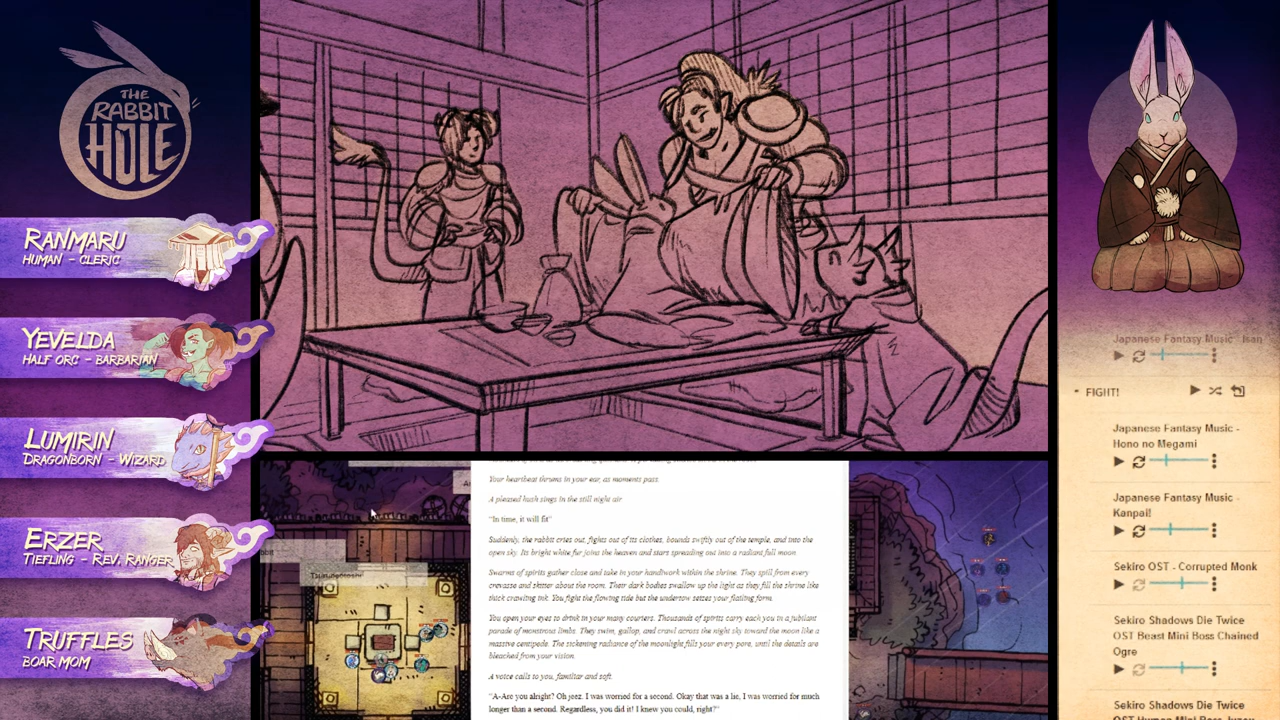 THE
RABBIT
HOLE
RANMARU
HUMAN - CLERIC
YEVELDA
HALF ORC - BARBARIAN
LUMIRIN
DRAGONBORN - WIZARD
ERZER
TIEFLING - REV. RANGER
TRUFFLES
BOAR MOM
Your heartbeat thrums in your ear, as moments pass.
A pleased hush sings in the still night air
"In time, it will fit"
Suddenly, the rabbit cries out, fights out of its clothes, bounds swiftly out of the temple, and into the
open sky. Its bright white fur joins the heaven and stars spreading out into a radiant full moon
Swarms of spirits gather close and take in your handiwork within the shrine. They spill from every
crevasse and skitter about the room. Their dark bodies swallow up the light as they fill the shrine like
thick crawling ink. You fight the flowing tide but the undertow seizes your flailing form.
You open your eyes to drink in your many couriers. Thousands of spirits carry each you in a jubilant
parade of monstrous limbs. They swim, gallop, and crawl across the night sky toward the moon like a
massive centipede. The sickening radiance of the moonlight fills your every pore, until the details are
bleached from your vision.
A voice calls to you, familiar and soft.
"A-Are you alright? Oh jeez. I was worried for a second. Okay that was a lie, I was worried for much
longer than a second. Regardless, you did it! I knew you could, right?"
Japanese Fantasy Music - Isan
FIGHT!
Japanese Fantasy Music -
Hono no Megami
Japanese Fantasy Music -
Kanpai!
Sekiro OST - Corrupted Monk
Sekiro Shadows Die Twice
OST Beast Mini Boss Chained
Ogre
Sekiro Shadows Die Twice